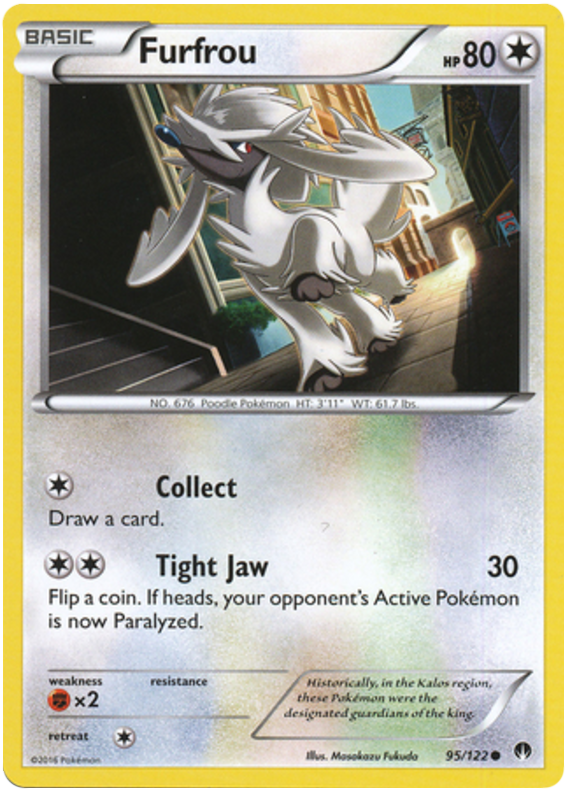 BASIC
Furfrou
HP 80
NO. 676 Poodle Pokémon HT: 3'11" WT: 61.7 lbs.
Collect
Draw a card.
Tight Jaw 30
Flip a coin. If heads, your opponent's Active Pokémon
is now Paralyzed.
weakness resistance
×2
retreat
Historically, in the Kalos region,
these Pokémon were the
designated guardians of the king.
©2016 Pokémon
Illus. Masakazu Fukuda
95/122